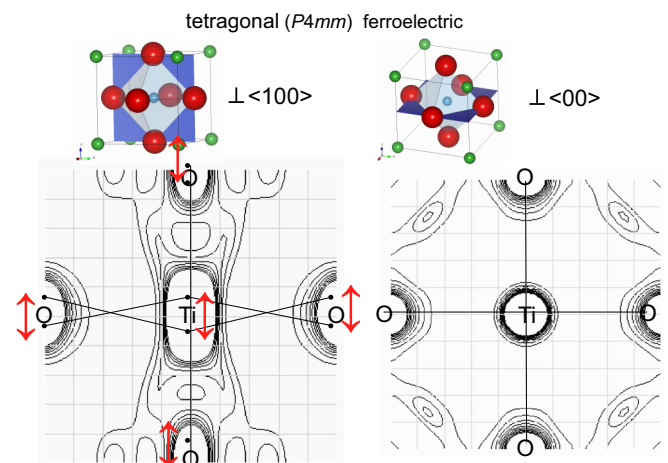 tetragonal (P4mm) ferroelectric
⊥<100>
⊥<00>
O
O
O Ti O
O Ti O
O
O